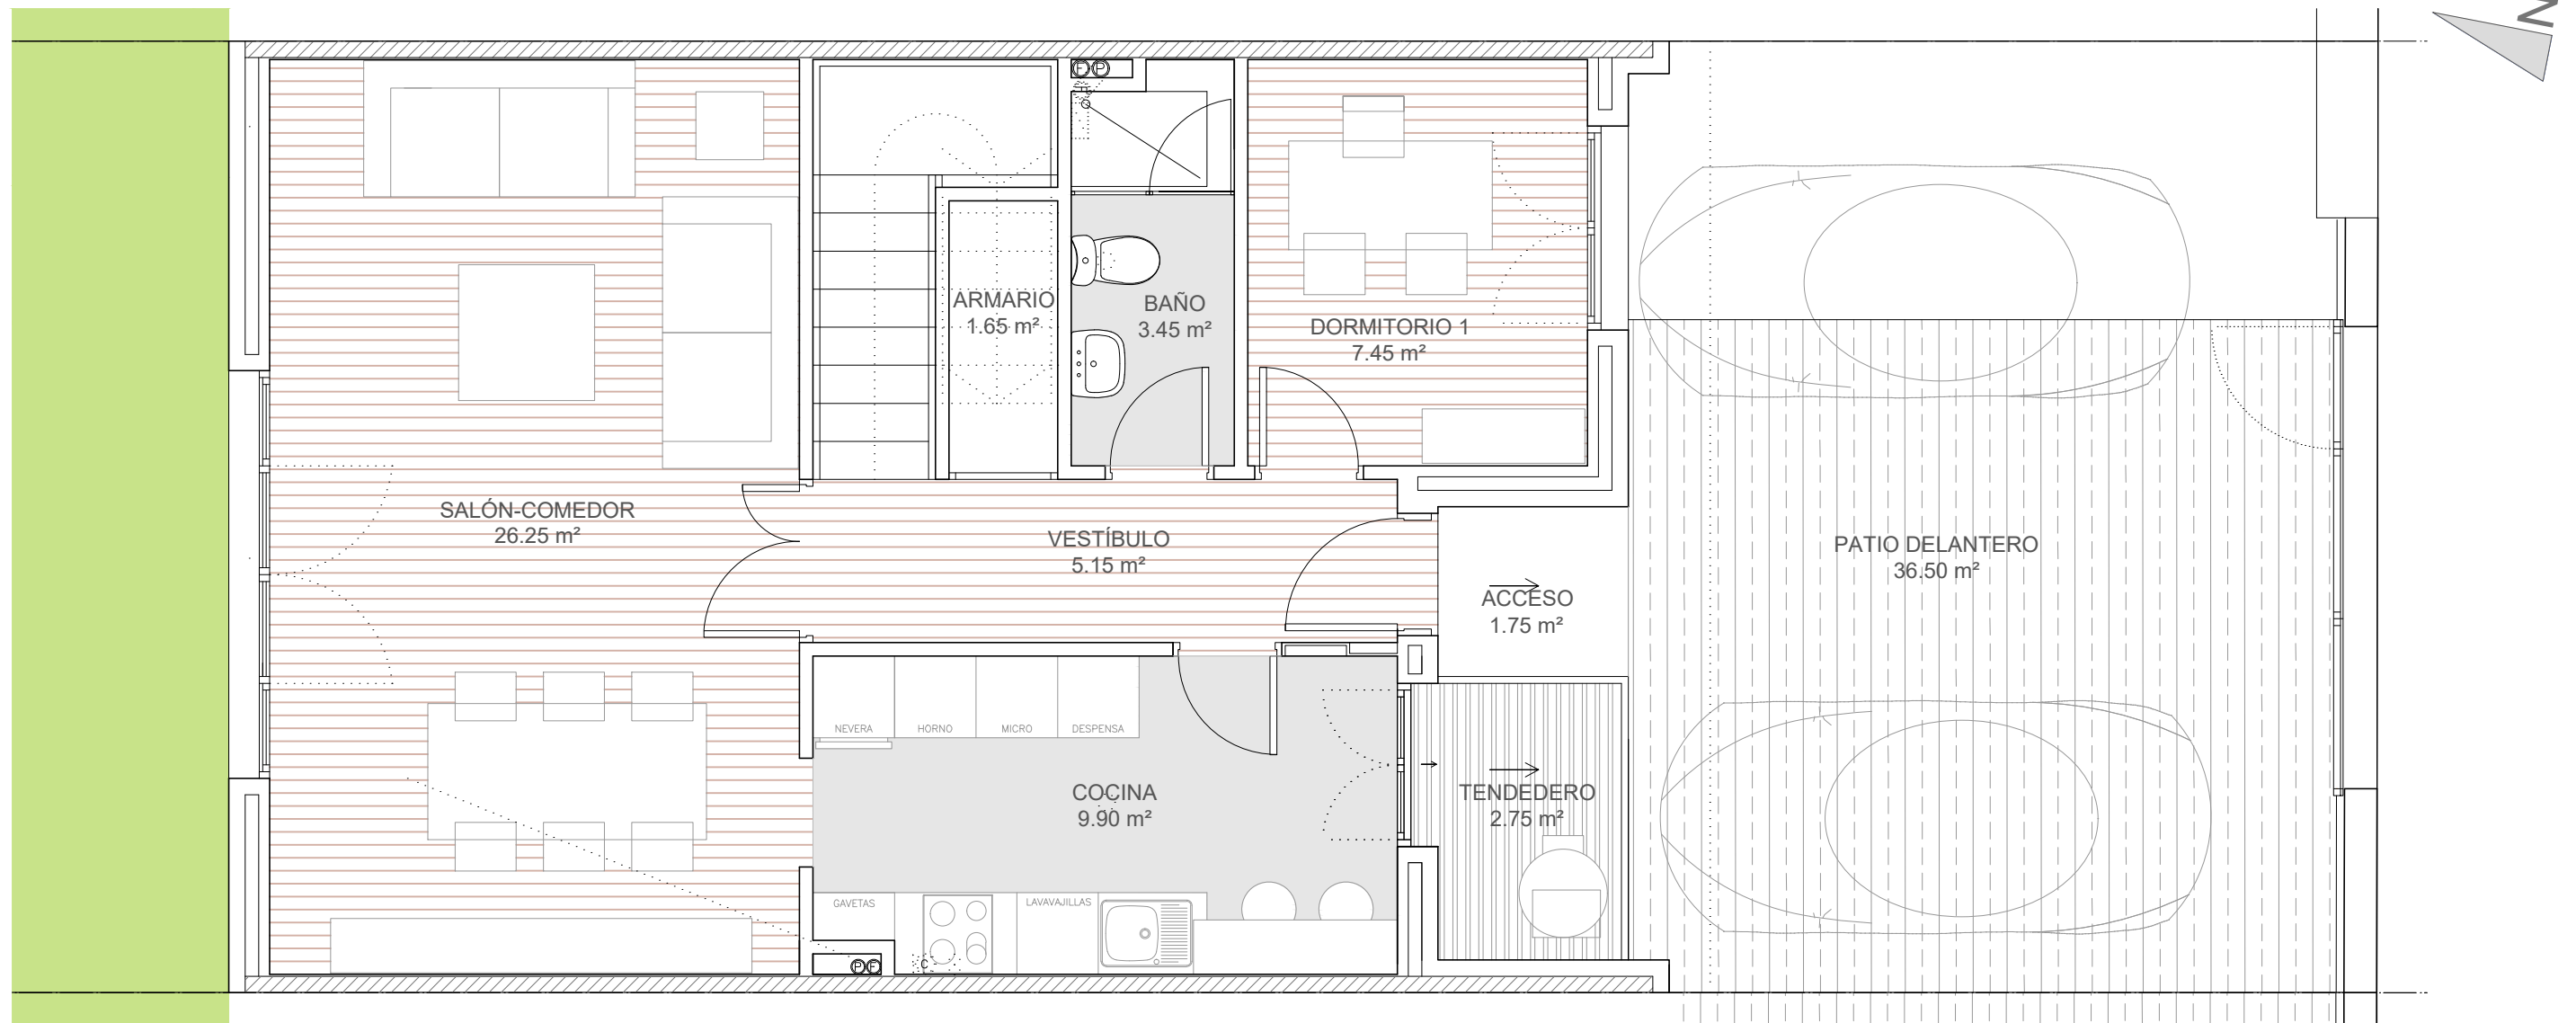 N
F P
ARMARIO
1.65 m²
BAÑO
3.45 m²
DORMITORIO 1
7.45 m²
SALÓN-COMEDOR
26.25 m²
VESTÍBULO
5.15 m²
PATIO DELANTERO
36.50 m²
ACCESO
1.75 m²
NEVERA
HORNO
MICRO
DESPENSA
COCINA
9.90 m²
TENDEDERO
2.75 m²
GAVETAS
LAVAVAJILLAS
P F
C